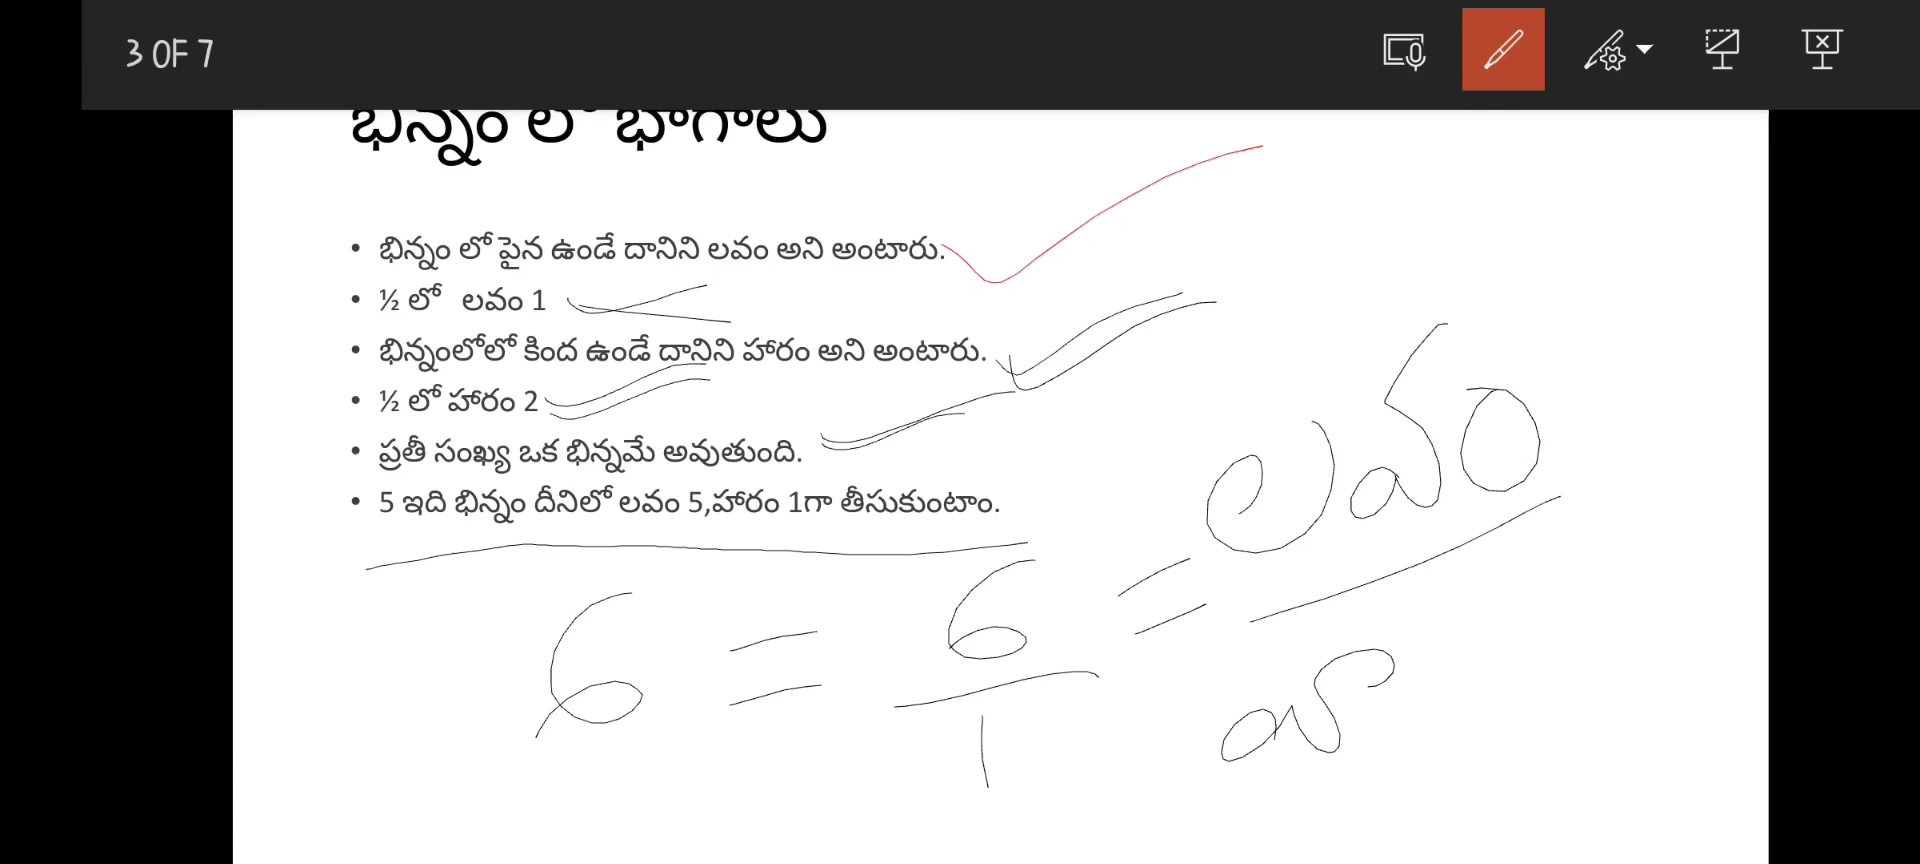 3 OF 7
భిన్నం లో భాగాలు
• భిన్నం లో పైన ఉండే దానిని లవం అని అంటారు.
• ½ లో లవం 1
• భిన్నంలోలో కింద ఉండే దానిని హారం అని అంటారు.
• ½ లో హారం 2
• ప్రతీ సంఖ్య ఒక భిన్నమే అవుతుంది.
• 5 ఇది భిన్నం దీనిలో లవం 5,హారం 1గా తీసుకుంటాం.
6 = 6/1 = లవం